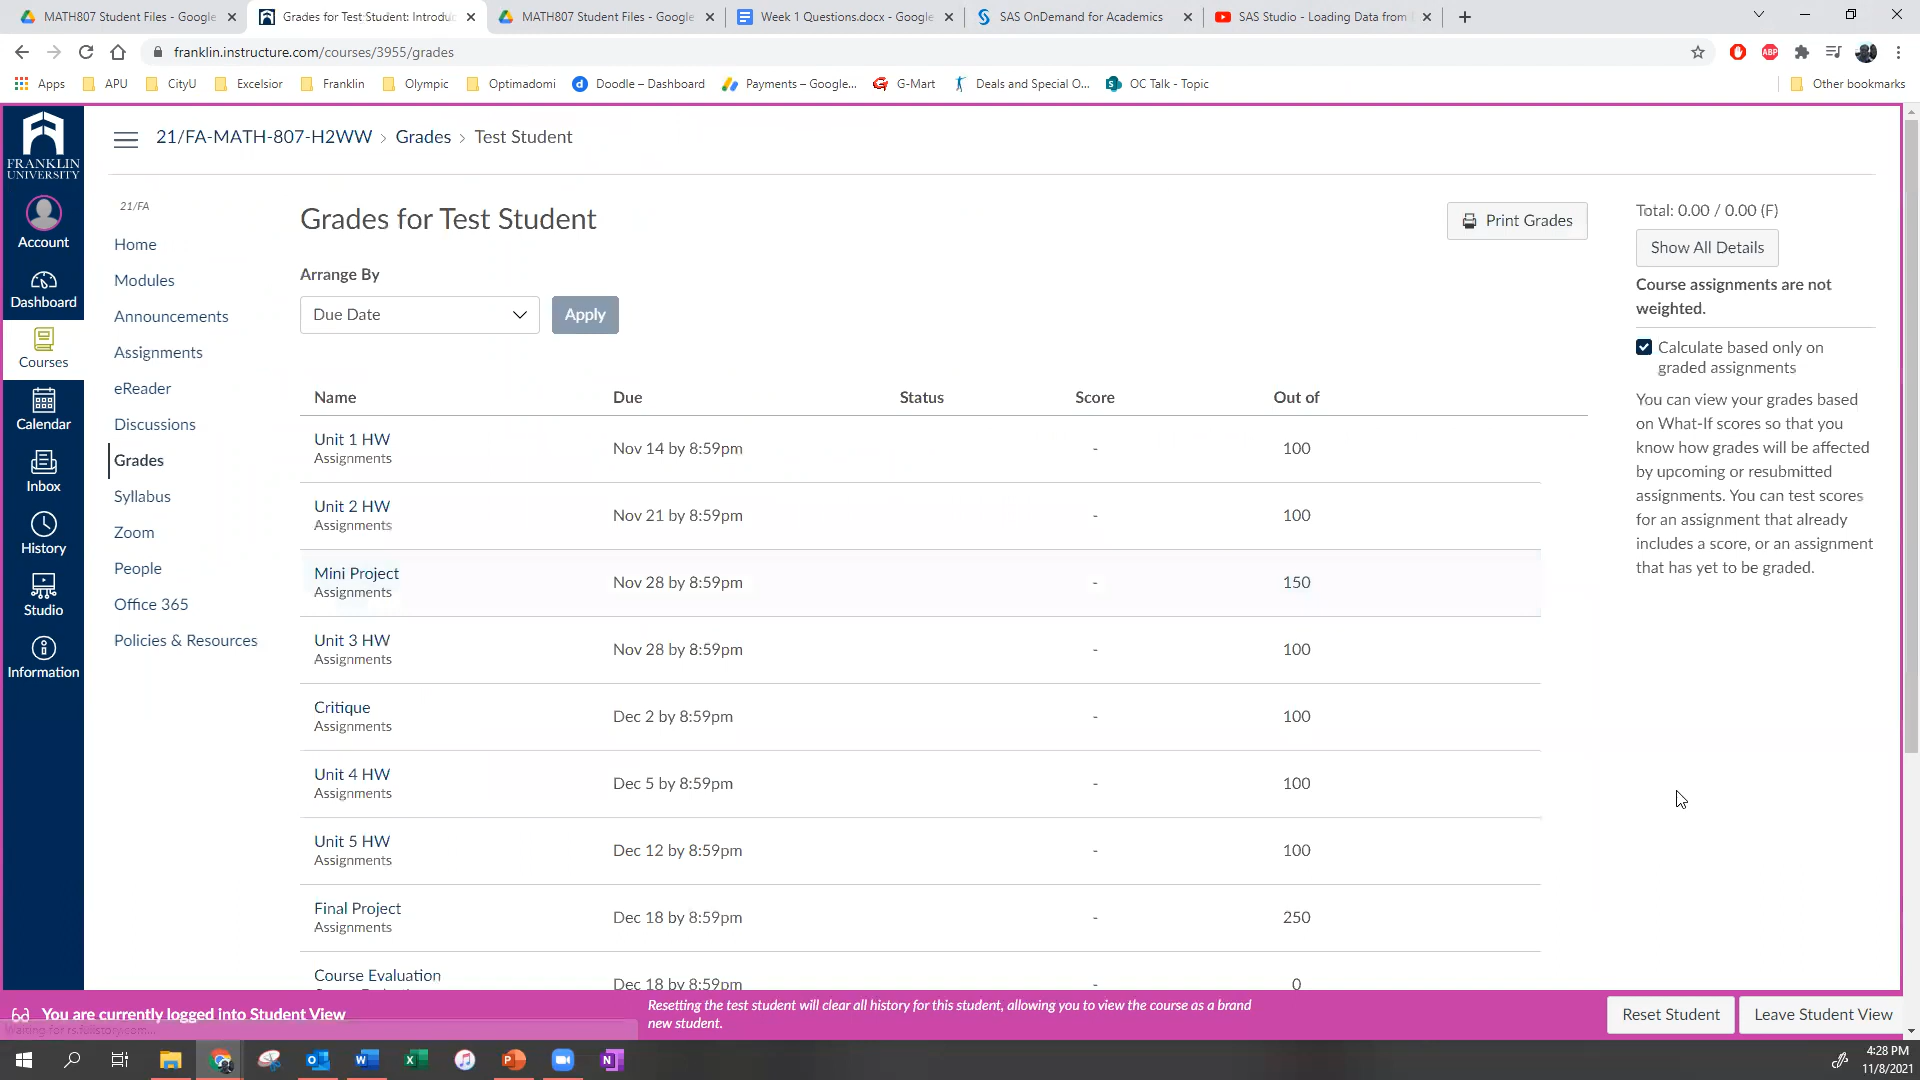 MATH807 Student Files - Google
Grades for Test Student: Introduc
MATH807 Student Files - Google
Week 1 Questions.docx - Google
SAS OnDemand for Academics
SAS Studio - Loading Data from
franklin.instructure.com/courses/3955/grades
ABP
Apps
APU
CityU
Excelsior
Franklin
Olympic
Optimadomi
Doodle – Dashboard
Payments – Google...
G-Mart
Deals and Special O...
OC Talk - Topic
Other bookmarks
FRANKLIN
UNIVERSITY
Account
Dashboard
Courses
Calendar
Inbox
History
Studio
Information
21/FA-MATH-807-H2WW > Grades > Test Student
21/FA
Home
Modules
Announcements
Assignments
eReader
Discussions
Grades
Syllabus
Zoom
People
Office 365
Policies & Resources
Grades for Test Student
Print Grades
Arrange By
Due Date
Apply
Name Due Status Score Out of
Unit 1 HW
Assignments
Nov 14 by 8:59pm - 100
Unit 2 HW
Assignments
Nov 21 by 8:59pm - 100
Mini Project
Assignments
Nov 28 by 8:59pm - 150
Unit 3 HW
Assignments
Nov 28 by 8:59pm - 100
Critique
Assignments
Dec 2 by 8:59pm - 100
Unit 4 HW
Assignments
Dec 5 by 8:59pm - 100
Unit 5 HW
Assignments
Dec 12 by 8:59pm - 100
Final Project
Assignments
Dec 18 by 8:59pm - 250
Course Evaluation
Dec 18 by 8:59pm - 0
Total: 0.00 / 0.00 (F)
Show All Details
Course assignments are not
weighted.
Calculate based only on
graded assignments
You can view your grades based
on What-If scores so that you
know how grades will be affected
by upcoming or resubmitted
assignments. You can test scores
for an assignment that already
includes a score, or an assignment
that has yet to be graded.
You are currently logged into Student View
Waiting for rs.fullstory.com...
Resetting the test student will clear all history for this student, allowing you to view the course as a brand
new student.
Reset Student
Leave Student View
4:28 PM
11/8/2021